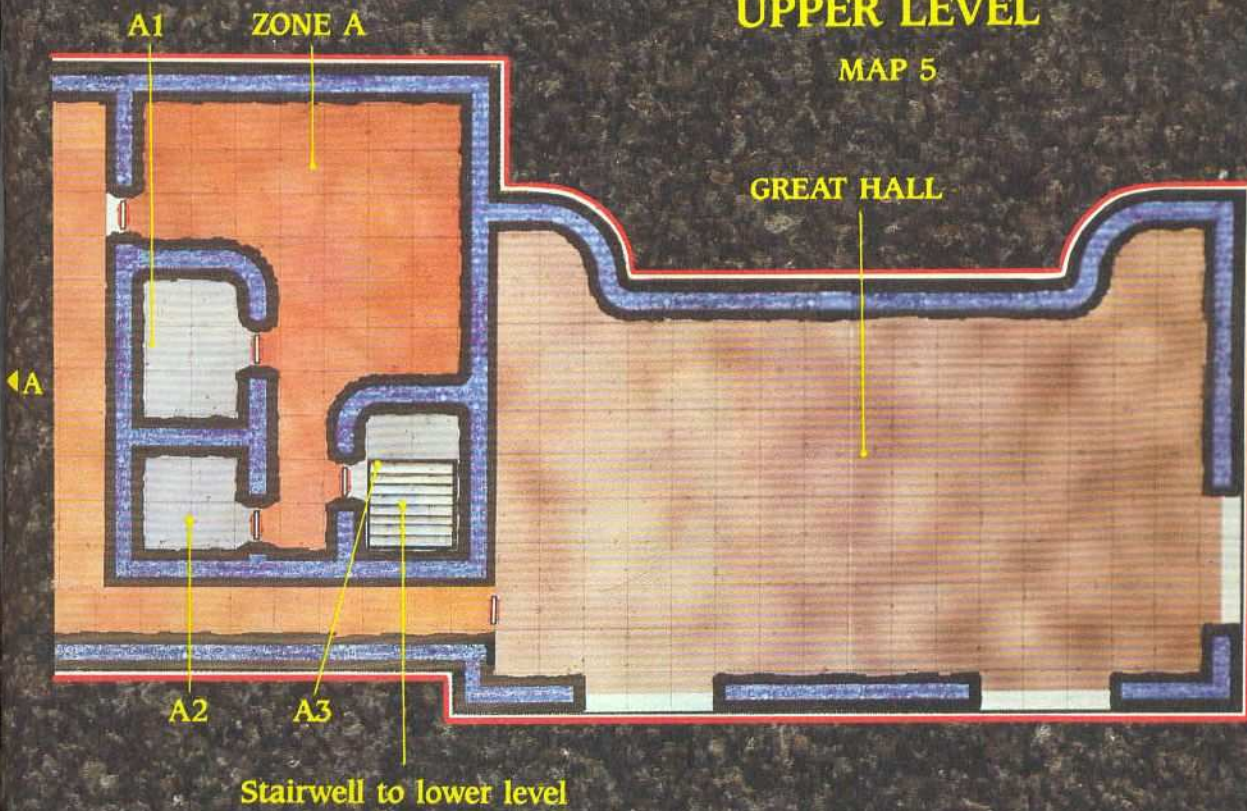 UPPER LEVEL
MAP 5
A1
ZONE A
GREAT HALL
A
A2
A3
Stairwell to lower level